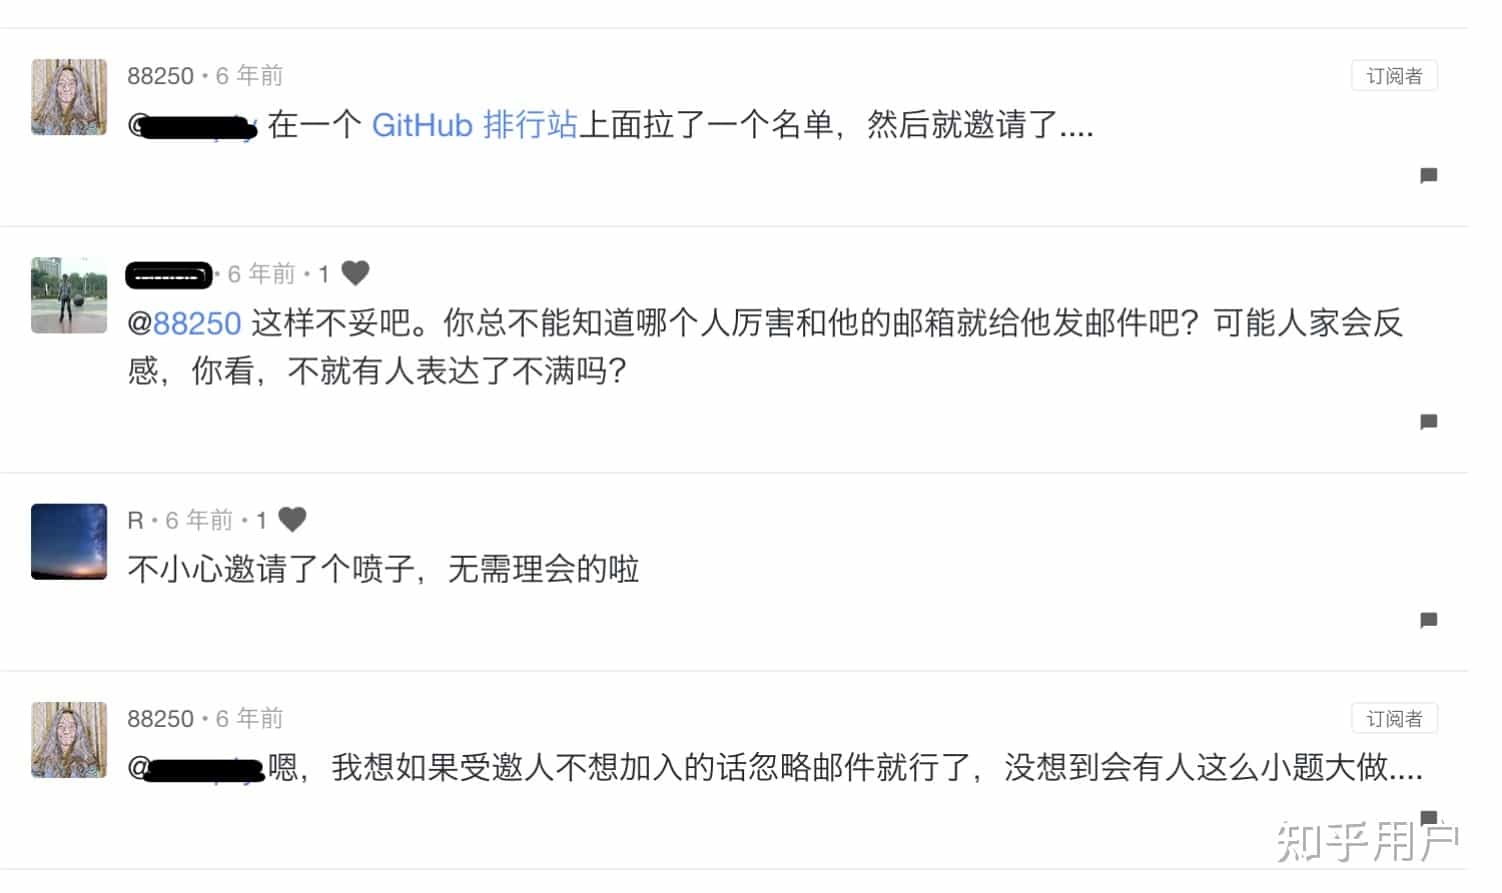 88250 • 6 年前
订阅者
@ 在一个 GitHub 排行站上面拉了一个名单，然后就邀请了....
• 6 年前 • 1
@88250 这样不妥吧。你总不能知道哪个人厉害和他的邮箱就给他发邮件吧？可能人家会反
感，你看，不就有人表达了不满吗？
R • 6 年前 • 1
不小心邀请了个喷子，无需理会的啦
88250 • 6 年前
订阅者
@ 嗯，我想如果受邀人不想加入的话忽略邮件就行了，没想到会有人这么小题大做....
知乎用户